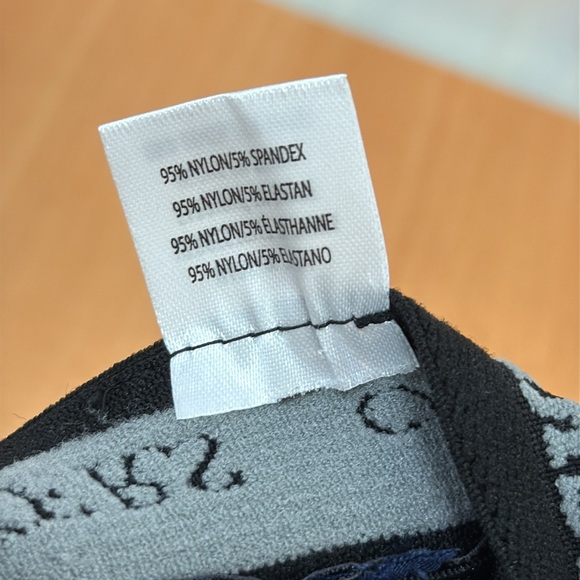 95% NYLON/5% SPANDEX
95% NYLON/5% ELASTAN
95% NYLON/5% ÉLASTHANNE
95% NYLON/5% ELASTANO